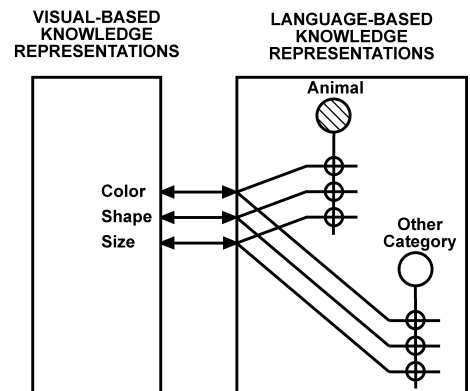 VISUAL-BASED
KNOWLEDGE
REPRESENTATIONS
LANGUAGE-BASED
KNOWLEDGE
REPRESENTATIONS
Animal
Color
Shape
Size
Other
Category